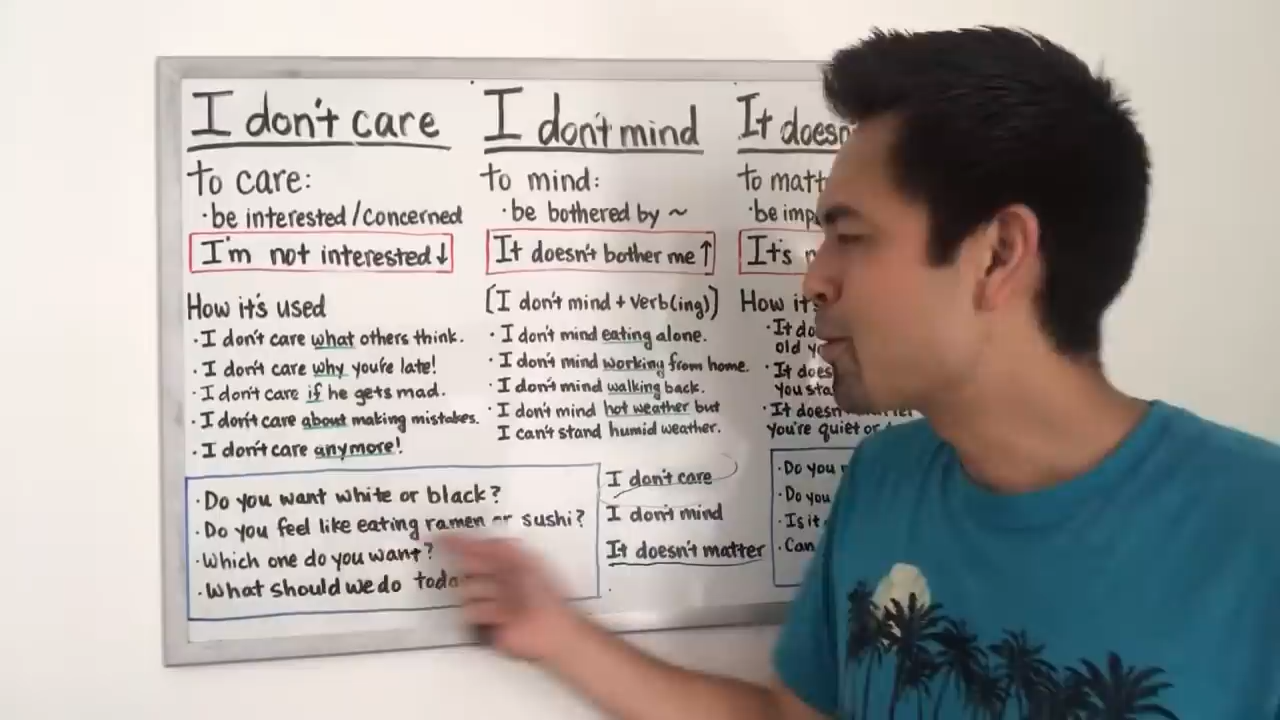 I don't care
to care:
· be interested/concerned
I'm not interested↓
How it's used
· I don't care what others think.
· I don't care why you're late!
· I don't care if he gets mad.
· I don't care about making mistakes.
· I don't care anymore!
· Do you want white or black?
· Do you feel like eating ramen or sushi?
· Which one do you want?
· What should we do
I don't mind
to mind:
· be bothered by ~
It doesn't bother me↑
[I don't mind + verb(ing)]
· I don't mind eating alone.
· I don't mind working from home.
· I don't mind walking back.
· I don't mind hot weather but
I can't stand humid weather.
I don't care
I don't mind
It doesn't matter
It
to
· be
It's
How
old
you
you're quiet or
· Do you
· Do you
· Is it
· Can